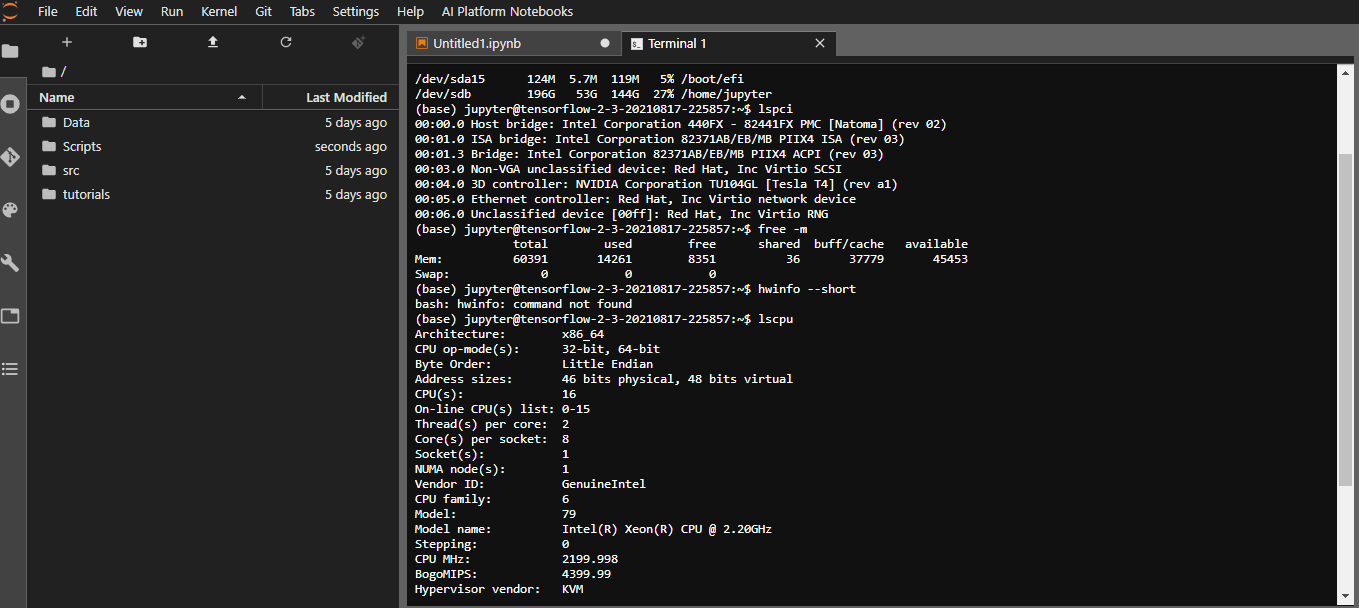 File Edit View Run Kernel Git Tabs Settings Help AI Platform Notebooks
/
Name Last Modified
Data 5 days ago
Scripts seconds ago
src 5 days ago
tutorials 5 days ago
Untitled1.ipynb
Terminal 1
/dev/sda15 124M 5.7M 119M 5% /boot/efi
/dev/sdb 196G 53G 144G 27% /home/jupyter
(base) jupyter@tensorflow-2-3-20210817-225857:~$ lspci
00:00.0 Host bridge: Intel Corporation 440FX - 82441FX PMC [Natoma] (rev 02)
00:01.0 ISA bridge: Intel Corporation 82371AB/EB/MB PIIX4 ISA (rev 03)
00:01.3 Bridge: Intel Corporation 82371AB/EB/MB PIIX4 ACPI (rev 03)
00:03.0 Non-VGA unclassified device: Red Hat, Inc Virtio SCSI
00:04.0 3D controller: NVIDIA Corporation TU104GL [Tesla T4] (rev a1)
00:05.0 Ethernet controller: Red Hat, Inc Virtio network device
00:06.0 Unclassified device [00ff]: Red Hat, Inc Virtio RNG
(base) jupyter@tensorflow-2-3-20210817-225857:~$ free -m
total used free shared buff/cache available
Mem: 60391 14261 8351 36 37779 45453
Swap: 0 0 0
(base) jupyter@tensorflow-2-3-20210817-225857:~$ hwinfo --short
bash: hwinfo: command not found
(base) jupyter@tensorflow-2-3-20210817-225857:~$ lscpu
Architecture: x86_64
CPU op-mode(s): 32-bit, 64-bit
Byte Order: Little Endian
Address sizes: 46 bits physical, 48 bits virtual
CPU(s): 16
On-line CPU(s) list: 0-15
Thread(s) per core: 2
Core(s) per socket: 8
Socket(s): 1
NUMA node(s): 1
Vendor ID: GenuineIntel
CPU family: 6
Model: 79
Model name: Intel(R) Xeon(R) CPU @ 2.20GHz
Stepping: 0
CPU MHz: 2199.998
BogoMIPS: 4399.99
Hypervisor vendor: KVM